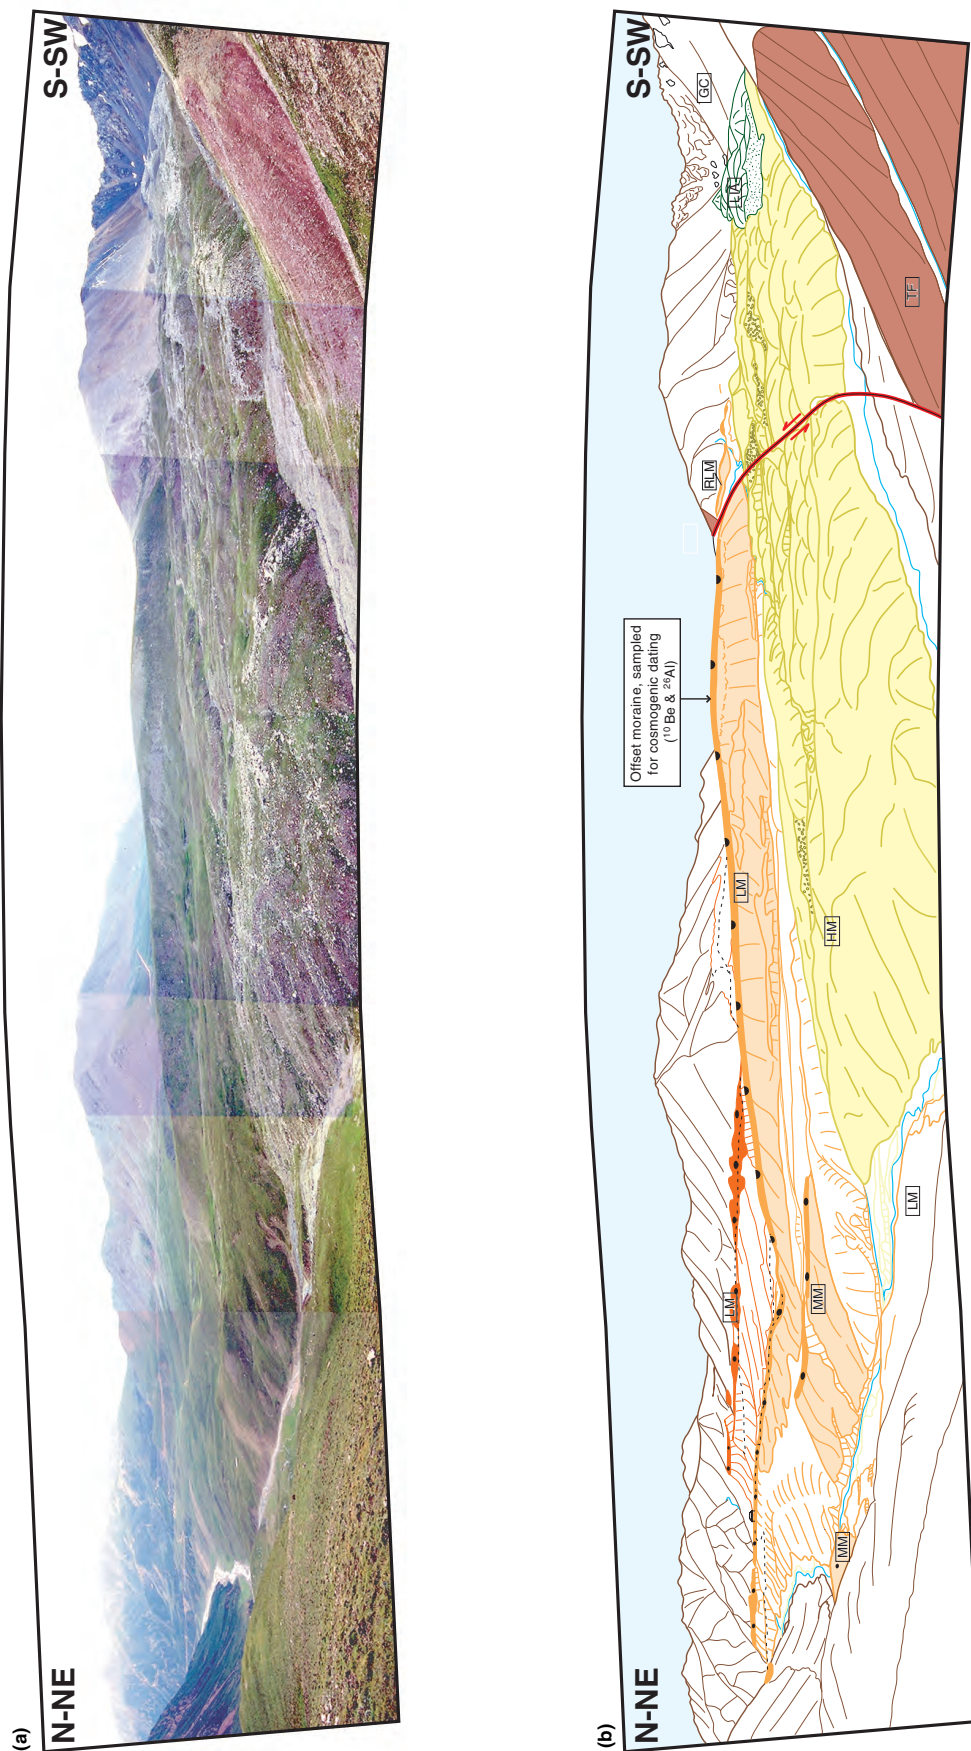 (a)
N-NE
S-SW
(b)
N-NE
S-SW
Offset moraine, sampled
for cosmogenic dating
(¹⁰Be & ²⁶Al)
GC
LIA
TF
RLM
LM
HM
LM
MM
LM
MM